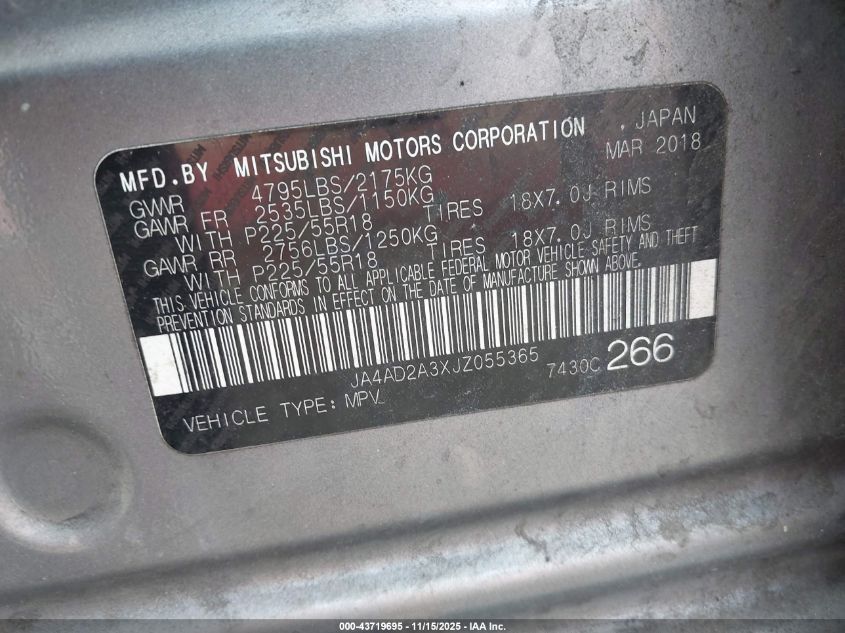 MFD.BY MITSUBISHI MOTORS CORPORATION , JAPAN
MAR 2018
GVWR 4795LBS/2175KG
GAWR FR 2535LBS/1150KG
WITH P225/55R18 TIRES 18X7.0J RIMS
GAWR RR 2756LBS/1250KG
WITH P225/55R18 TIRES 18X7.0J RIMS
THIS VEHICLE CONFORMS TO ALL APPLICABLE FEDERAL MOTOR VEHICLE SAFETY AND THEFT
PREVENTION STANDARDS IN EFFECT ON THE DATE OF MANUFACTURE SHOWN ABOVE.
JA4AD2A3XJZ055365 7430C 266
VEHICLE TYPE: MPV
000-43719695 - 11/15/2025 - IAA Inc.